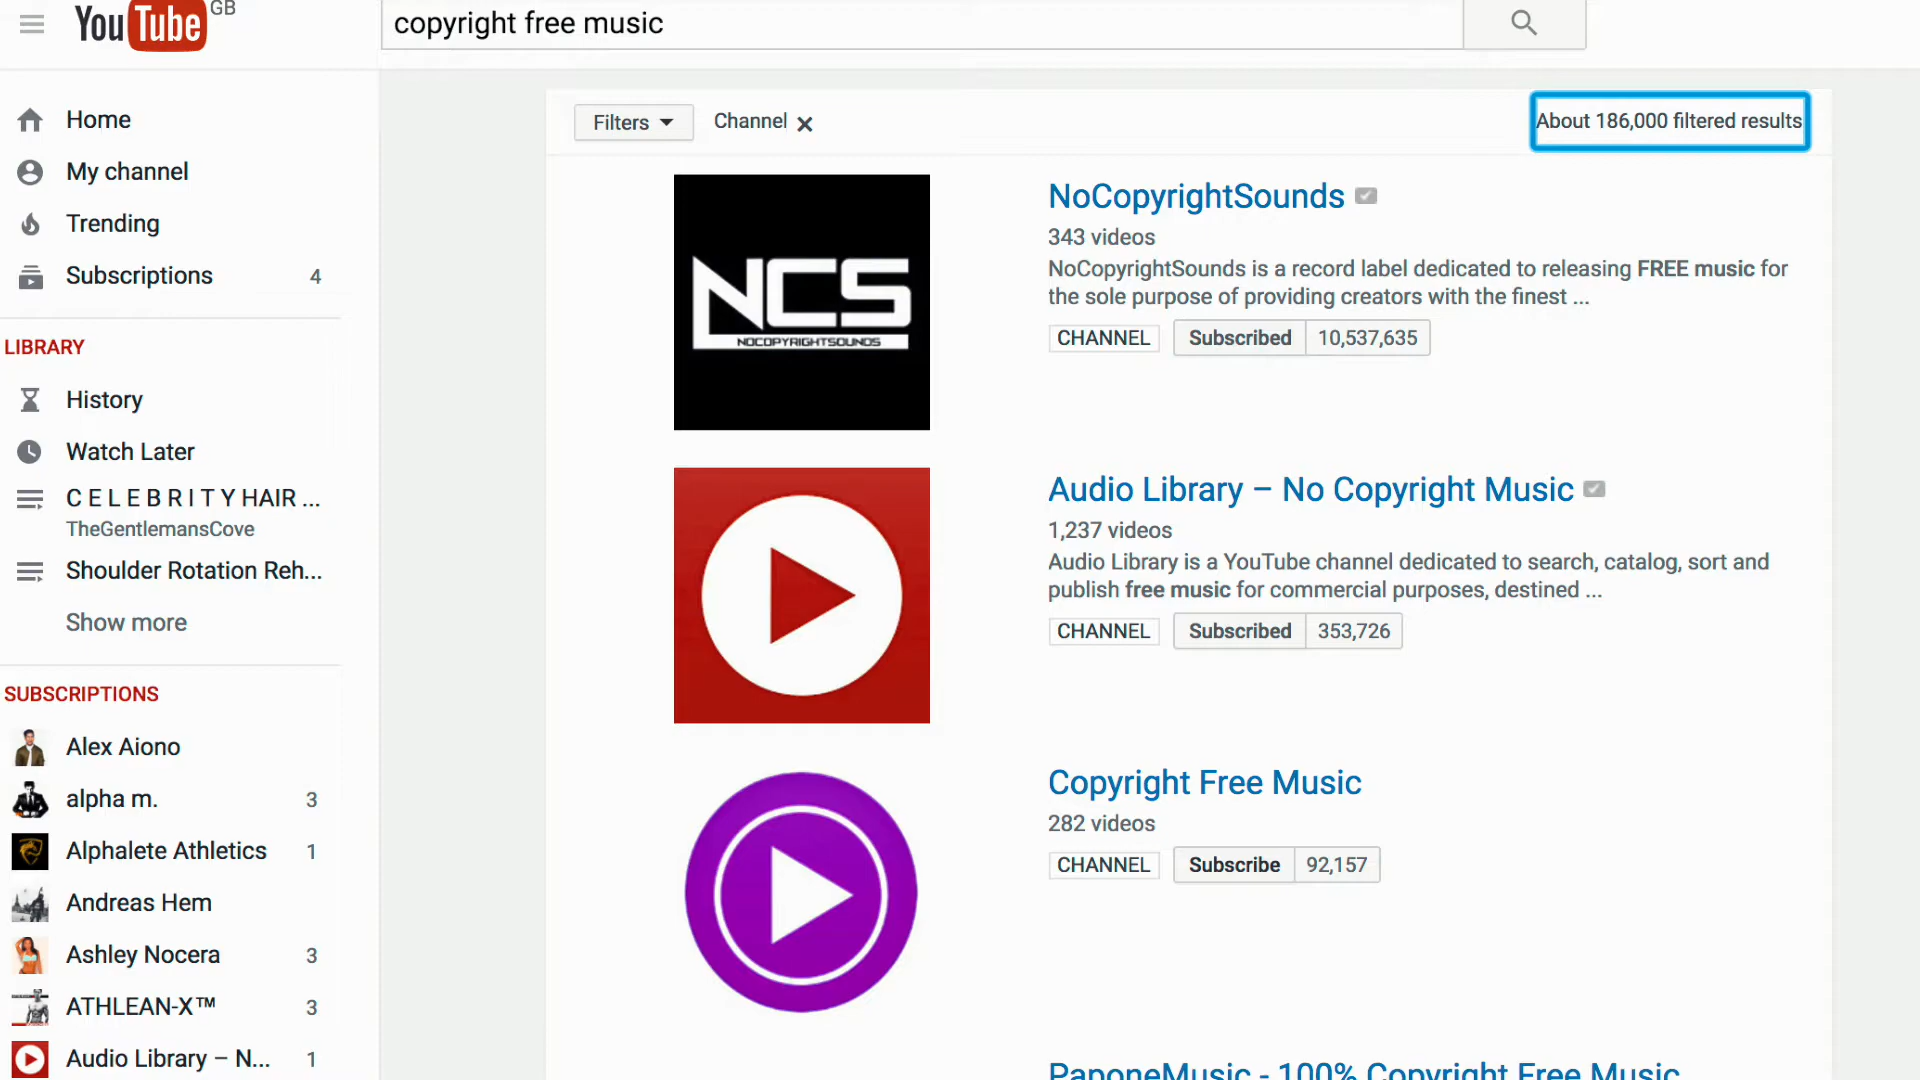 YouTube GB
copyright free music
Home
My channel
Trending
Subscriptions 4
LIBRARY
History
Watch Later
C E L E B R I T Y HAIR ...
TheGentlemansCove
Shoulder Rotation Reh...
Show more
SUBSCRIPTIONS
Alex Aiono
alpha m. 3
Alphalete Athletics 1
Andreas Hem
Ashley Nocera 3
ATHLEAN-X™ 3
Audio Library – N... 1
Filters Channel
About 186,000 filtered results
NCS
NOCOPYRIGHTSOUNDS
NoCopyrightSounds
343 videos
NoCopyrightSounds is a record label dedicated to releasing FREE music for
the sole purpose of providing creators with the finest ...
CHANNEL Subscribed 10,537,635
Audio Library – No Copyright Music
1,237 videos
Audio Library is a YouTube channel dedicated to search, catalog, sort and
publish free music for commercial purposes, destined ...
CHANNEL Subscribed 353,726
Copyright Free Music
282 videos
CHANNEL Subscribe 92,157
PaponeMusic - 100% Copyright Free Music